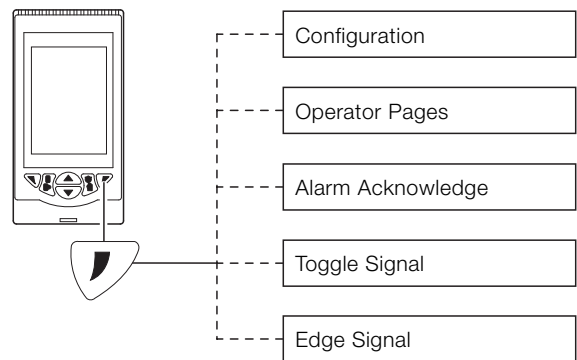 Configuration
Operator Pages
Alarm Acknowledge
Toggle Signal
Edge Signal